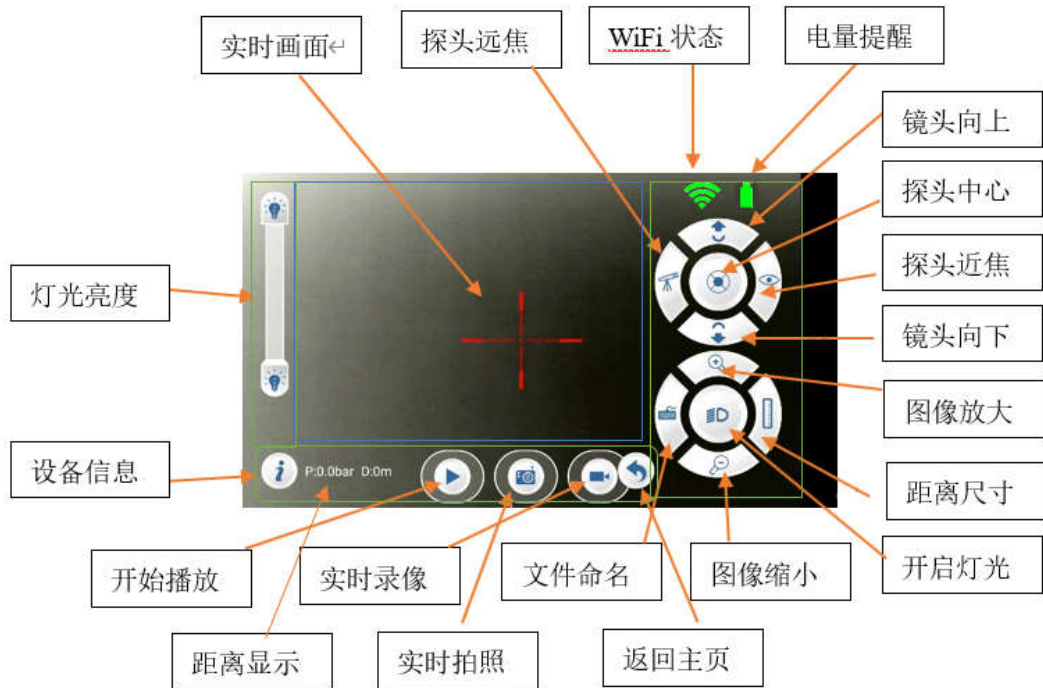 实时画面↵
探头远焦
WiFi 状态
电量提醒
镜头向上
探头中心
探头近焦
灯光亮度
镜头向下
图像放大
设备信息
P:0.0bar D:0m
距离尺寸
开始播放
实时录像
文件命名
图像缩小
开启灯光
距离显示
实时拍照
返回主页